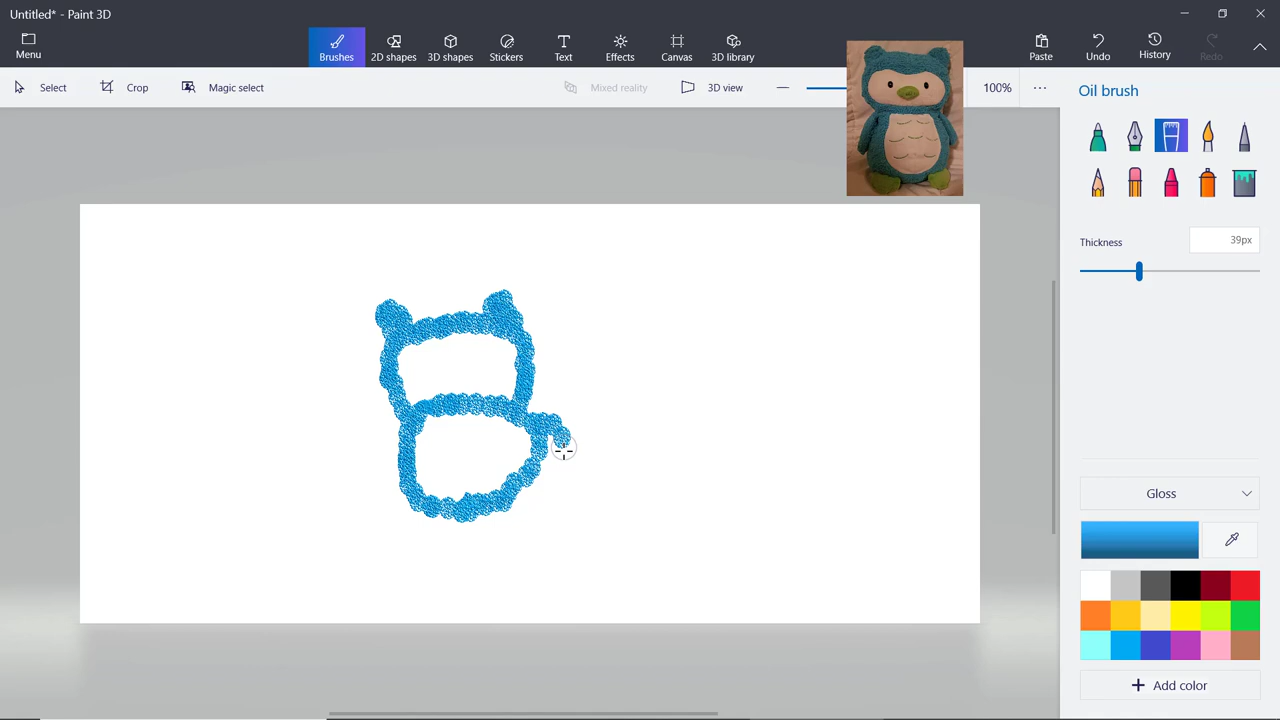 Untitled* - Paint 3D
Menu
Brushes
2D shapes
3D shapes
Stickers
Text
Effects
Canvas
3D library
Paste
Undo
History
Redo
Select
Crop
Magic select
Mixed reality
3D view
100%
Oil brush
Thickness
39px
Gloss
Add color